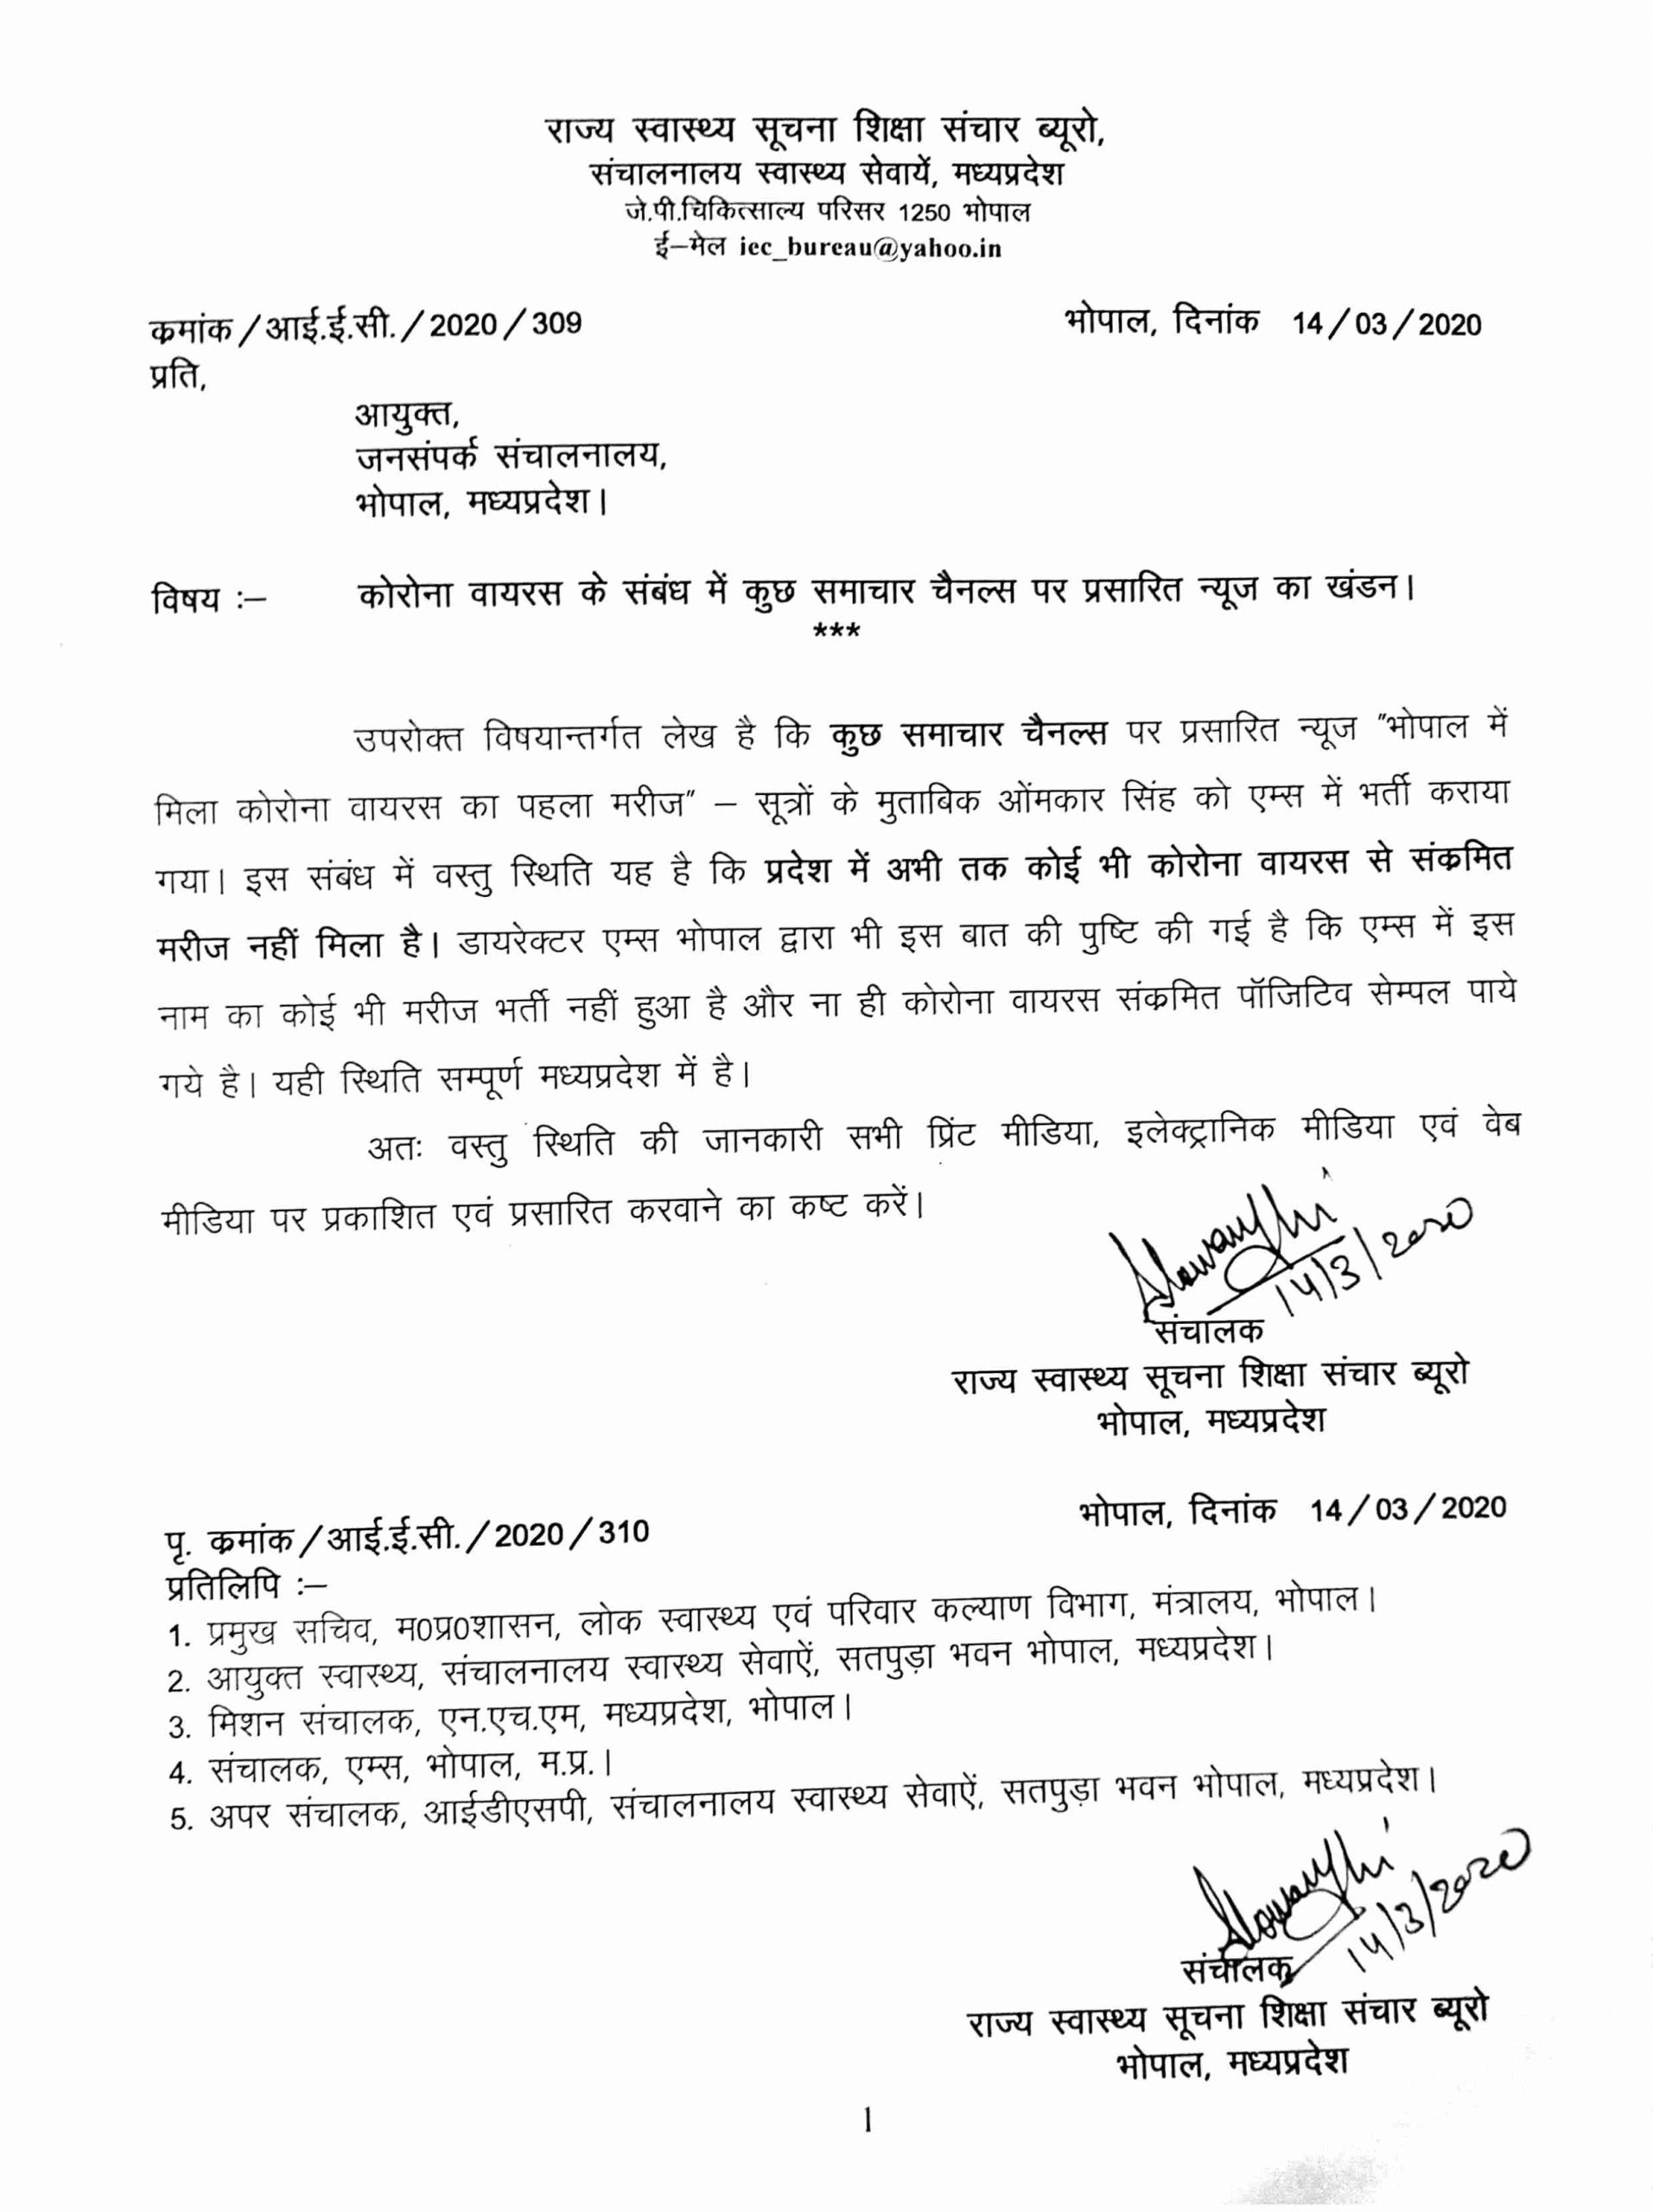 राज्य स्वास्थ्य सूचना शिक्षा संचार ब्यूरो,
संचालनालय स्वास्थ्य सेवायें, मध्यप्रदेश
जे.पी.चिकित्साल्य परिसर 1250 भोपाल
ई–मेल iec_bureau@yahoo.in
क्रमांक/आई.ई.सी./2020/309 भोपाल, दिनांक 14/03/2020
प्रति,
आयुक्त,
जनसंपर्क संचालनालय,
भोपाल, मध्यप्रदेश।
विषय :– कोरोना वायरस के संबंध में कुछ समाचार चैनल्स पर प्रसारित न्यूज का खंडन।
***
उपरोक्त विषयान्तर्गत लेख है कि कुछ समाचार चैनल्स पर प्रसारित न्यूज "भोपाल में
मिला कोरोना वायरस का पहला मरीज" – सूत्रों के मुताबिक ओंमकार सिंह को एम्स में भर्ती कराया
गया। इस संबंध में वस्तु स्थिति यह है कि प्रदेश में अभी तक कोई भी कोरोना वायरस से संक्रमित
मरीज नहीं मिला है। डायरेक्टर एम्स भोपाल द्वारा भी इस बात की पुष्टि की गई है कि एम्स में इस
नाम का कोई भी मरीज भर्ती नहीं हुआ है और ना ही कोरोना वायरस संक्रमित पॉजिटिव सेम्पल पाये
गये है। यही स्थिति सम्पूर्ण मध्यप्रदेश में है।
अतः वस्तु स्थिति की जानकारी सभी प्रिंट मीडिया, इलेक्ट्रानिक मीडिया एवं वेब
मीडिया पर प्रकाशित एवं प्रसारित करवाने का कष्ट करें।
14/3/2020
संचालक
राज्य स्वास्थ्य सूचना शिक्षा संचार ब्यूरो
भोपाल, मध्यप्रदेश
पृ. क्रमांक/आई.ई.सी./2020/310 भोपाल, दिनांक 14/03/2020
प्रतिलिपि :–
1. प्रमुख सचिव, म0प्र0शासन, लोक स्वास्थ्य एवं परिवार कल्याण विभाग, मंत्रालय, भोपाल।
2. आयुक्त स्वास्थ्य, संचालनालय स्वास्थ्य सेवाऐं, सतपुड़ा भवन भोपाल, मध्यप्रदेश।
3. मिशन संचालक, एन.एच.एम, मध्यप्रदेश, भोपाल।
4. संचालक, एम्स, भोपाल, म.प्र.।
5. अपर संचालक, आईडीएसपी, संचालनालय स्वास्थ्य सेवाऐं, सतपुड़ा भवन भोपाल, मध्यप्रदेश।
14/3/2020
संचालक
राज्य स्वास्थ्य सूचना शिक्षा संचार ब्यूरो
भोपाल, मध्यप्रदेश
1